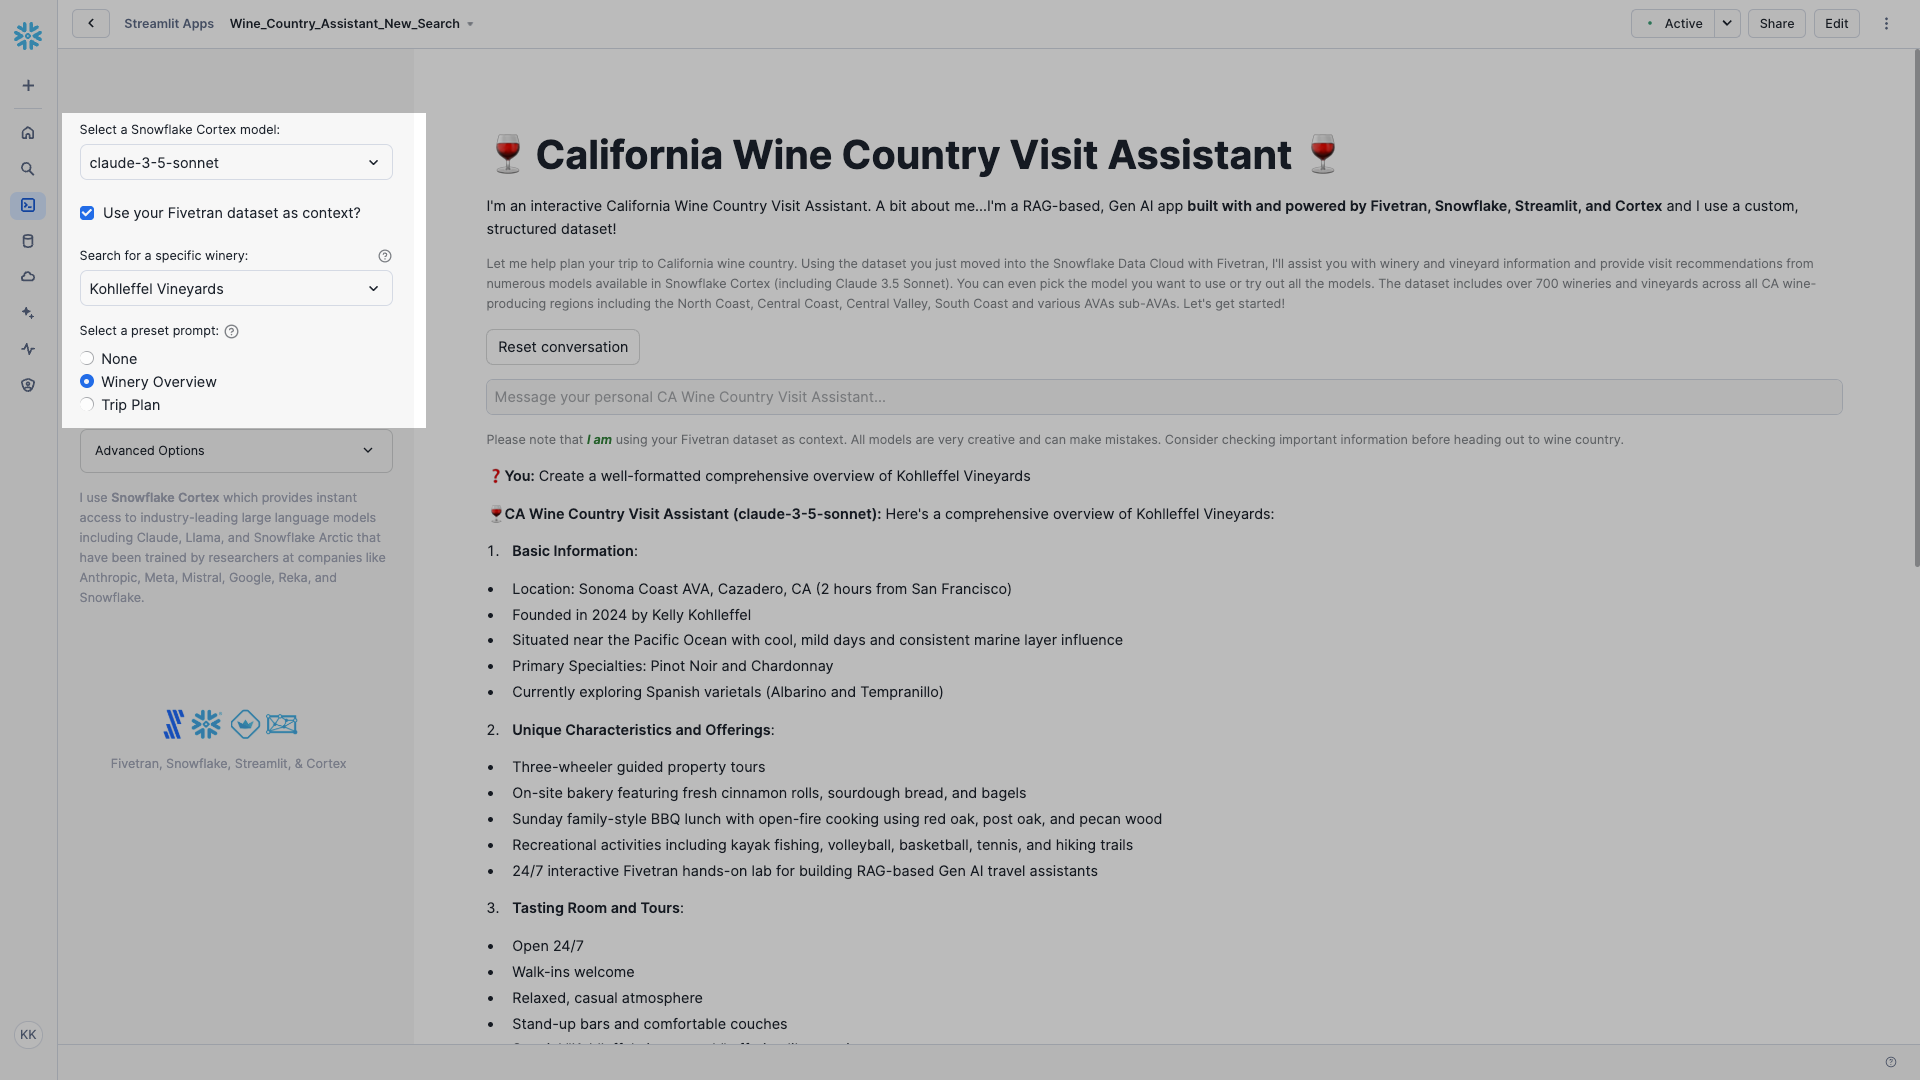 Streamlit Apps Wine_Country_Assistant_New_Search
Active Share Edit
Select a Snowflake Cortex model:
claude-3-5-sonnet
Use your Fivetran dataset as context?
Search for a specific winery:
Kohlleffel Vineyards
Select a preset prompt:
None
Winery Overview
Trip Plan
Advanced Options
I use Snowflake Cortex which provides instant
access to industry-leading large language models
including Claude, Llama, and Snowflake Arctic that
have been trained by researchers at companies like
Anthropic, Meta, Mistral, Google, Reka, and
Snowflake.
Fivetran, Snowflake, Streamlit, & Cortex
KK
California Wine Country Visit Assistant
I'm an interactive California Wine Country Visit Assistant. A bit about me...I'm a RAG-based, Gen AI app built with and powered by Fivetran, Snowflake, Streamlit, and Cortex and I use a custom,
structured dataset!
Let me help plan your trip to California wine country. Using the dataset you just moved into the Snowflake Data Cloud with Fivetran, I'll assist you with winery and vineyard information and provide visit recommendations from
numerous models available in Snowflake Cortex (including Claude 3.5 Sonnet). You can even pick the model you want to use or try out all the models. The dataset includes over 700 wineries and vineyards across all CA wine-
producing regions including the North Coast, Central Coast, Central Valley, South Coast and various AVAs sub-AVAs. Let's get started!
Reset conversation
Message your personal CA Wine Country Visit Assistant...
Please note that I am using your Fivetran dataset as context. All models are very creative and can make mistakes. Consider checking important information before heading out to wine country.
❓You: Create a well-formatted comprehensive overview of Kohlleffel Vineyards
🍷CA Wine Country Visit Assistant (claude-3-5-sonnet): Here's a comprehensive overview of Kohlleffel Vineyards:
1. Basic Information:
• Location: Sonoma Coast AVA, Cazadero, CA (2 hours from San Francisco)
• Founded in 2024 by Kelly Kohlleffel
• Situated near the Pacific Ocean with cool, mild days and consistent marine layer influence
• Primary Specialties: Pinot Noir and Chardonnay
• Currently exploring Spanish varietals (Albarino and Tempranillo)
2. Unique Characteristics and Offerings:
• Three-wheeler guided property tours
• On-site bakery featuring fresh cinnamon rolls, sourdough bread, and bagels
• Sunday family-style BBQ lunch with open-fire cooking using red oak, post oak, and pecan wood
• Recreational activities including kayak fishing, volleyball, basketball, tennis, and hiking trails
• 24/7 interactive Fivetran hands-on lab for building RAG-based Gen AI travel assistants
3. Tasting Room and Tours:
• Open 24/7
• Walk-ins welcome
• Relaxed, casual atmosphere
• Stand-up bars and comfortable couches